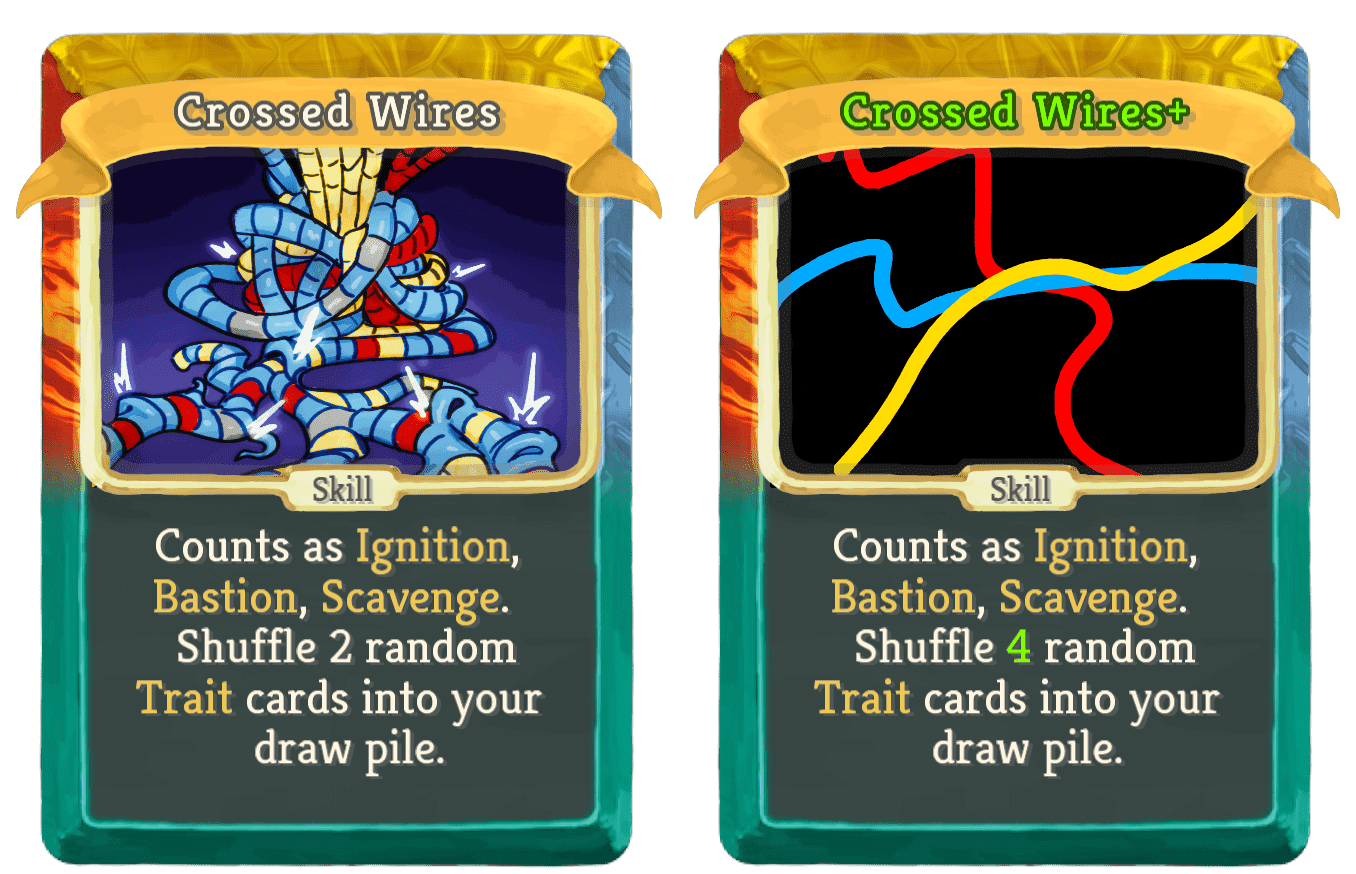 Crossed Wires
Skill
Counts as Ignition,
Bastion, Scavenge.
Shuffle 2 random
Trait cards into your
draw pile.
Crossed Wires+
Skill
Counts as Ignition,
Bastion, Scavenge.
Shuffle 4 random
Trait cards into your
draw pile.